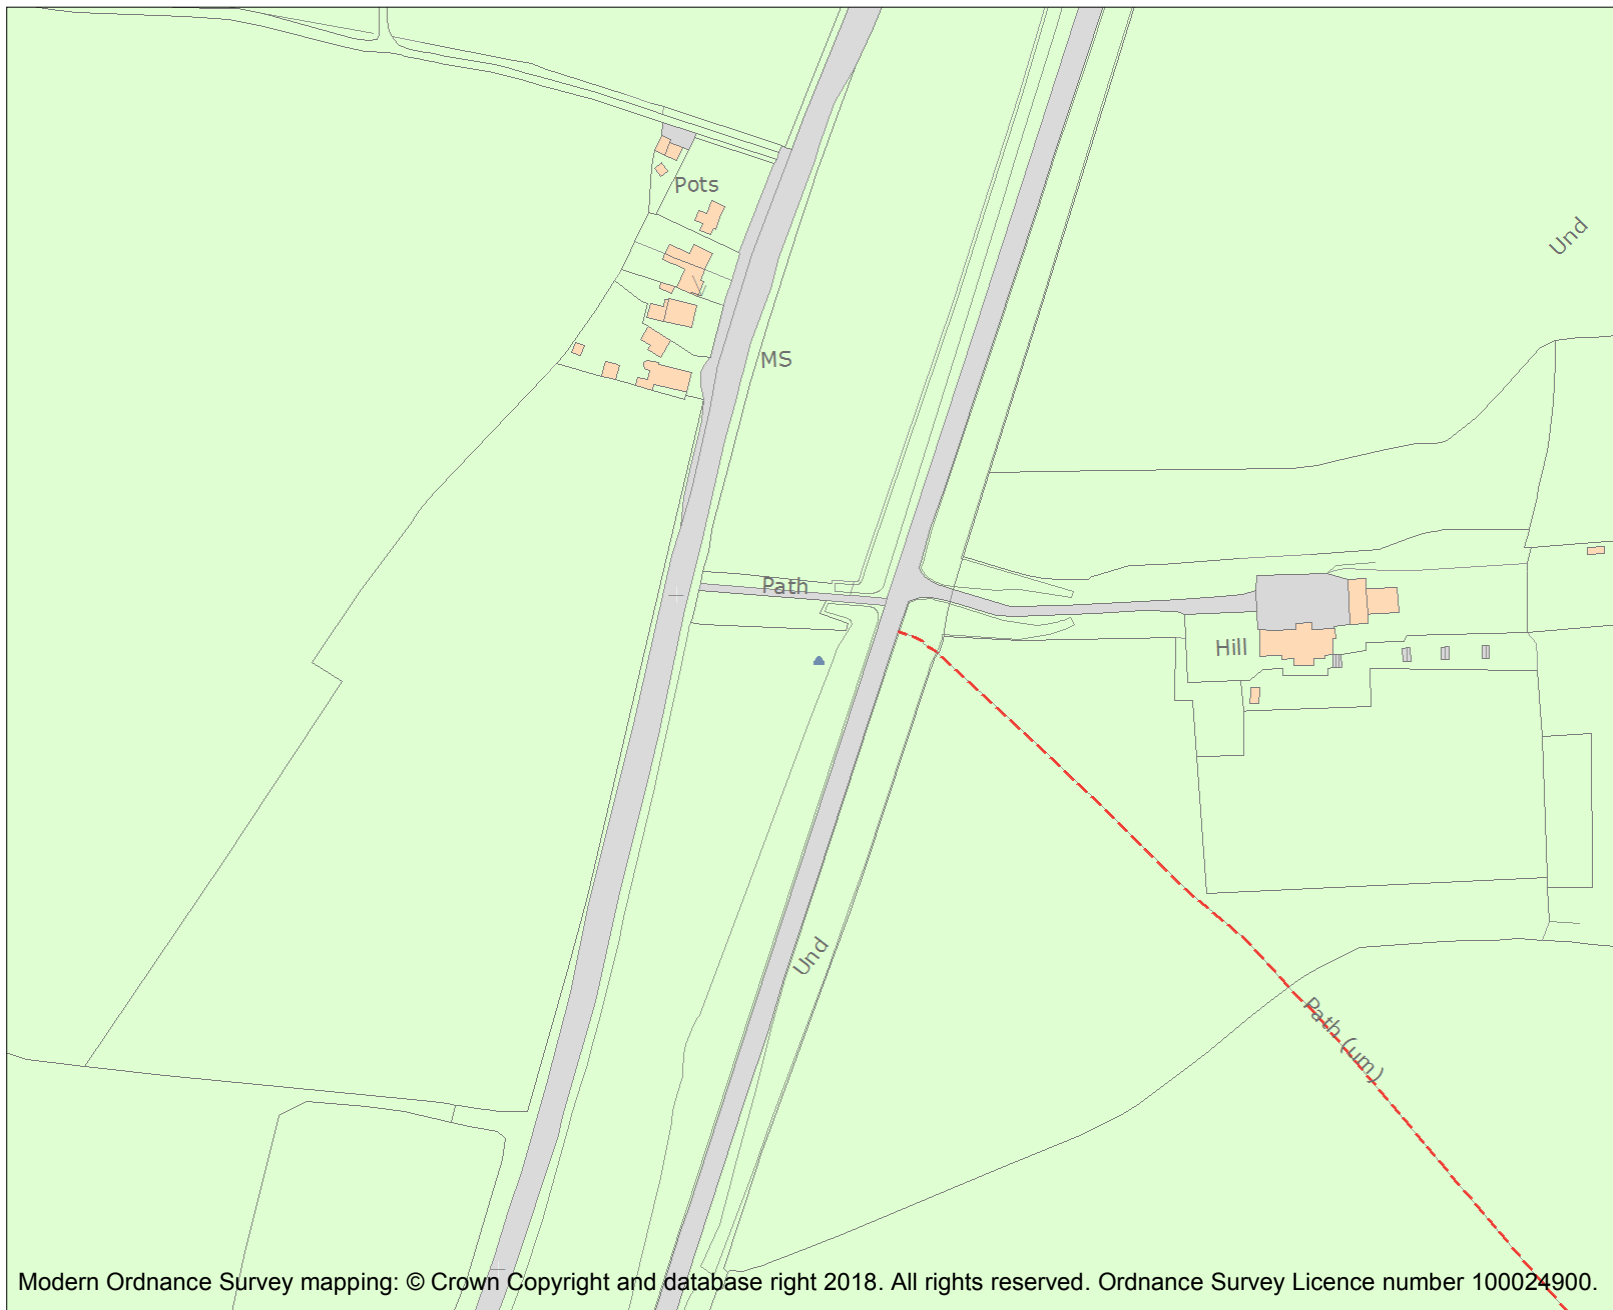 Pots
Und
MS
Path
Hill
Und
Path (um)
Modern Ordnance Survey mapping: © Crown Copyright and database right 2018. All rights reserved. Ordnance Survey Licence number 100024900.